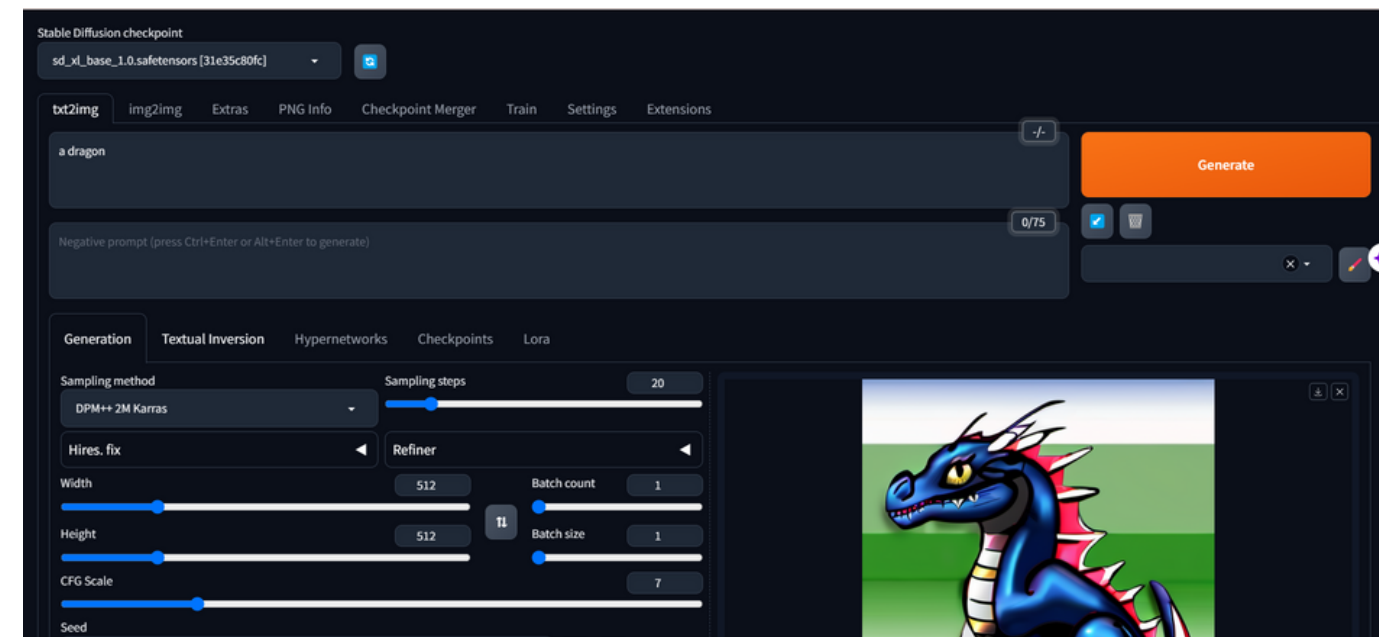 Stable Diffusion checkpoint
sd_xl_base_1.0.safetensors [31e35c80fc]
txt2img img2img Extras PNG Info Checkpoint Merger Train Settings Extensions
-/-
a dragon
Generate
0/75
Negative prompt (press Ctrl+Enter or Alt+Enter to generate)
Generation Textual Inversion Hypernetworks Checkpoints Lora
Sampling method Sampling steps 20
DPM++ 2M Karras
Hires. fix Refiner
Width 512 Batch count 1
Height 512 Batch size 1
CFG Scale 7
Seed